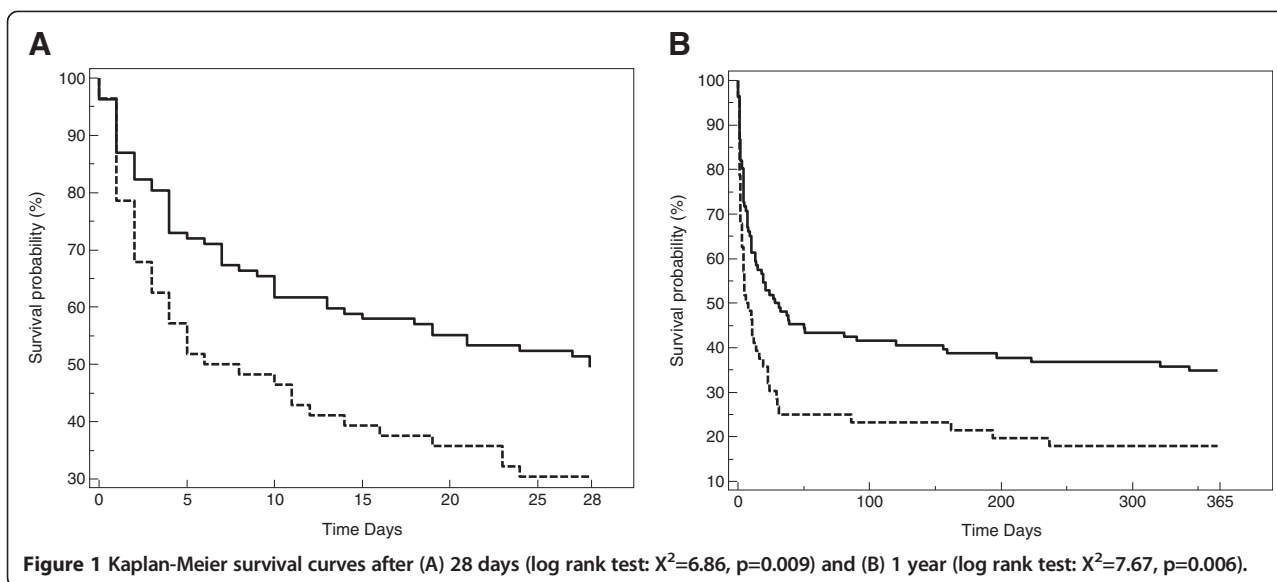 A
B
100
90
80
70
60
50
40
30
Survival probability (%)
0 5 10 15 20 25 28
Time Days
100
90
80
70
60
50
40
30
20
10
Survival probability (%)
0 100 200 300 365
Time Days
Figure 1 Kaplan-Meier survival curves after (A) 28 days (log rank test: X²=6.86, p=0.009) and (B) 1 year (log rank test: X²=7.67, p=0.006).